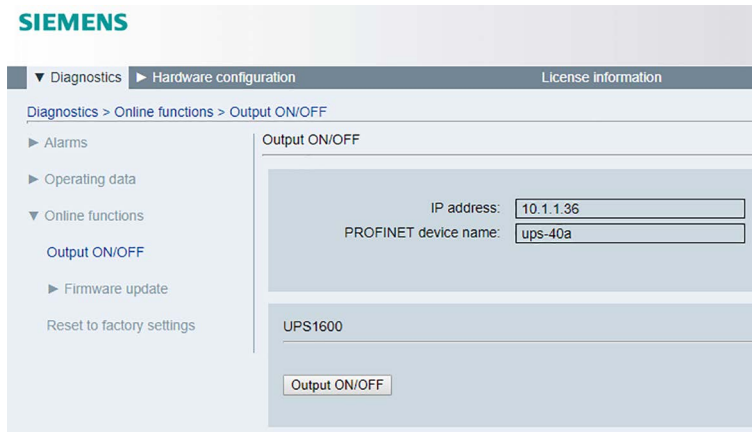 SIEMENS
▼ Diagnostics ▶ Hardware configuration License information
Diagnostics > Online functions > Output ON/OFF
▶ Alarms
▶ Operating data
▼ Online functions
Output ON/OFF
▶ Firmware update
Reset to factory settings
Output ON/OFF
IP address: 10.1.1.36
PROFINET device name: ups-40a
UPS1600
Output ON/OFF